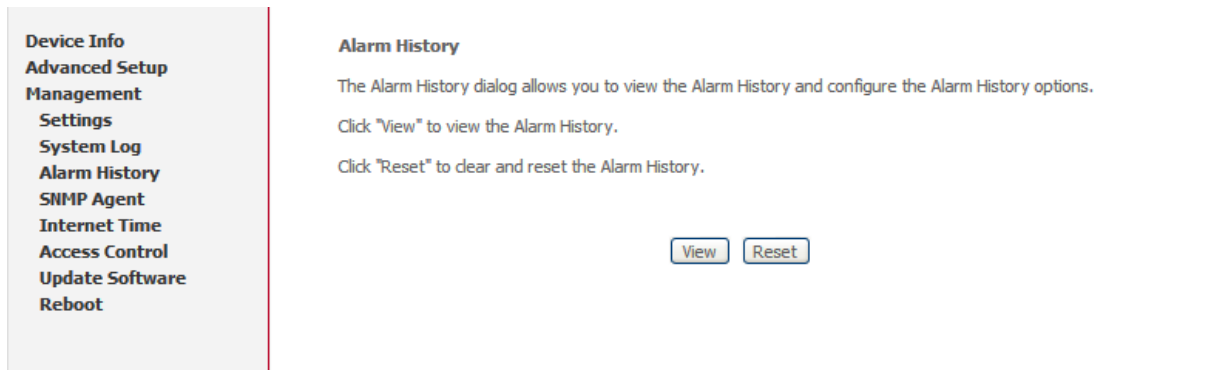 Device Info
Advanced Setup
Management
Settings
System Log
Alarm History
SNMP Agent
Internet Time
Access Control
Update Software
Reboot
Alarm History
The Alarm History dialog allows you to view the Alarm History and configure the Alarm History options.
Click "View" to view the Alarm History.
Click "Reset" to clear and reset the Alarm History.
View Reset